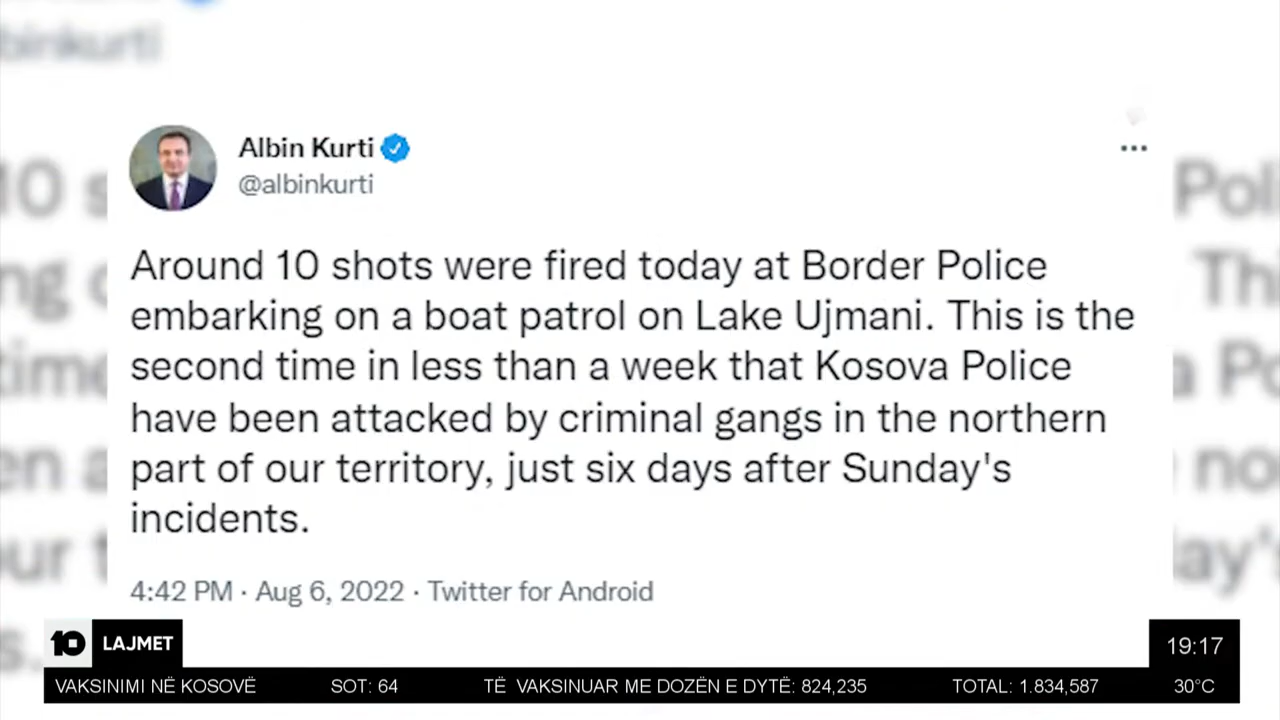 binkurti
Albin Kurti
@albinkurti
Around 10 shots were fired today at Border Police
embarking on a boat patrol on Lake Ujmani. This is the
second time in less than a week that Kosova Police
have been attacked by criminal gangs in the northern
part of our territory, just six days after Sunday's
incidents.
4:42 PM · Aug 6, 2022 · Twitter for Android
10 LAJMET
19:17
VAKSINIMI NË KOSOVË SOT: 64 TË VAKSINUAR ME DOZËN E DYTË: 824,235 TOTAL: 1.834,587 30°C